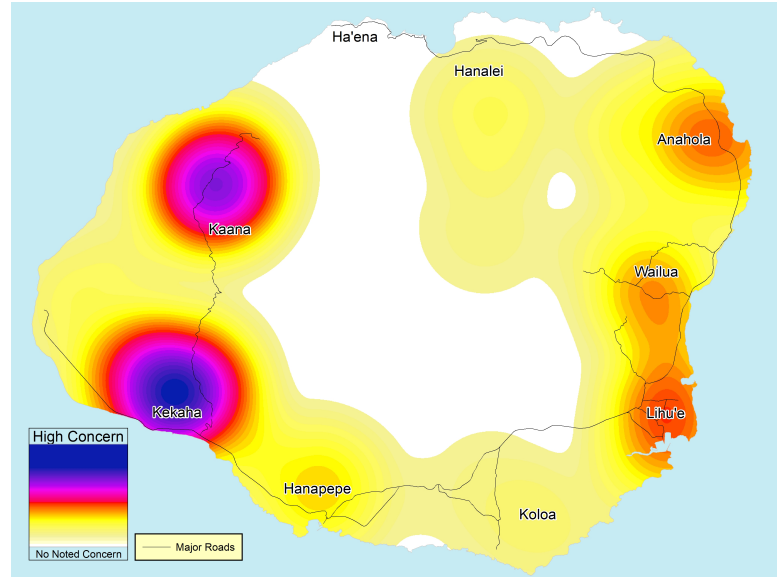 Ha'ena
Hanalei
Anahola
Kaana
Wailua
Kekaha
Lihu'e
Hanapepe
Koloa
High Concern
No Noted Concern
Major Roads